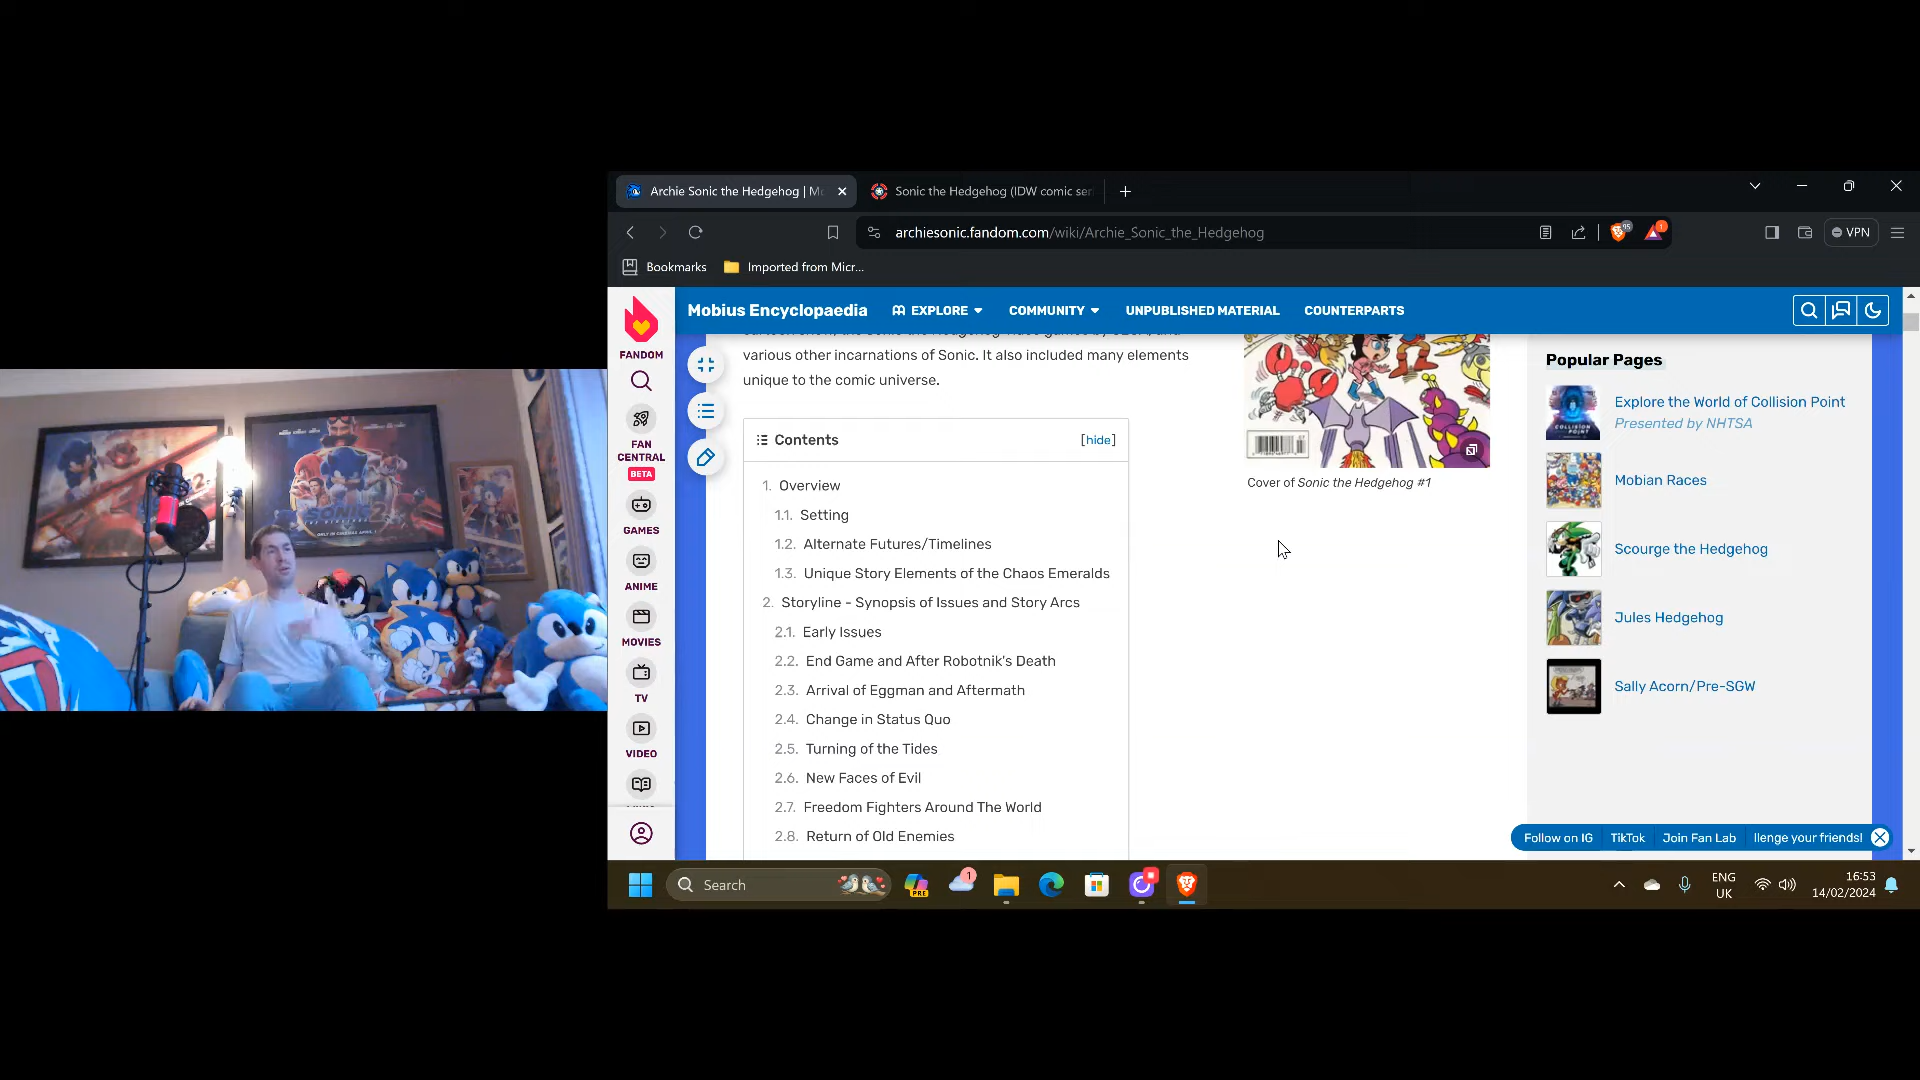 Archie Sonic the Hedgehog | M
Sonic the Hedgehog (IDW comic ser
archiesonic.fandom.com/wiki/Archie_Sonic_the_Hedgehog
95
1
VPN
Bookmarks
Imported from Micr...
FANDOM
FAN CENTRAL
BETA
GAMES
ANIME
MOVIES
TV
VIDEO
Mobius Encyclopaedia
EXPLORE
COMMUNITY
UNPUBLISHED MATERIAL
COUNTERPARTS
various other incarnations of Sonic. It also included many elements
unique to the comic universe.
Contents
[hide]
1. Overview
1.1. Setting
1.2. Alternate Futures/Timelines
1.3. Unique Story Elements of the Chaos Emeralds
2. Storyline - Synopsis of Issues and Story Arcs
2.1. Early Issues
2.2. End Game and After Robotnik's Death
2.3. Arrival of Eggman and Aftermath
2.4. Change in Status Quo
2.5. Turning of the Tides
2.6. New Faces of Evil
2.7. Freedom Fighters Around The World
2.8. Return of Old Enemies
Cover of Sonic the Hedgehog #1
Popular Pages
Explore the World of Collision Point
Presented by NHTSA
Mobian Races
Scourge the Hedgehog
Jules Hedgehog
Sally Acorn/Pre-SGW
Follow on IG
TikTok
Join Fan Lab
llenge your friends!
SONIC 2
Search
PRE
1
ENG
UK
16:53
14/02/2024